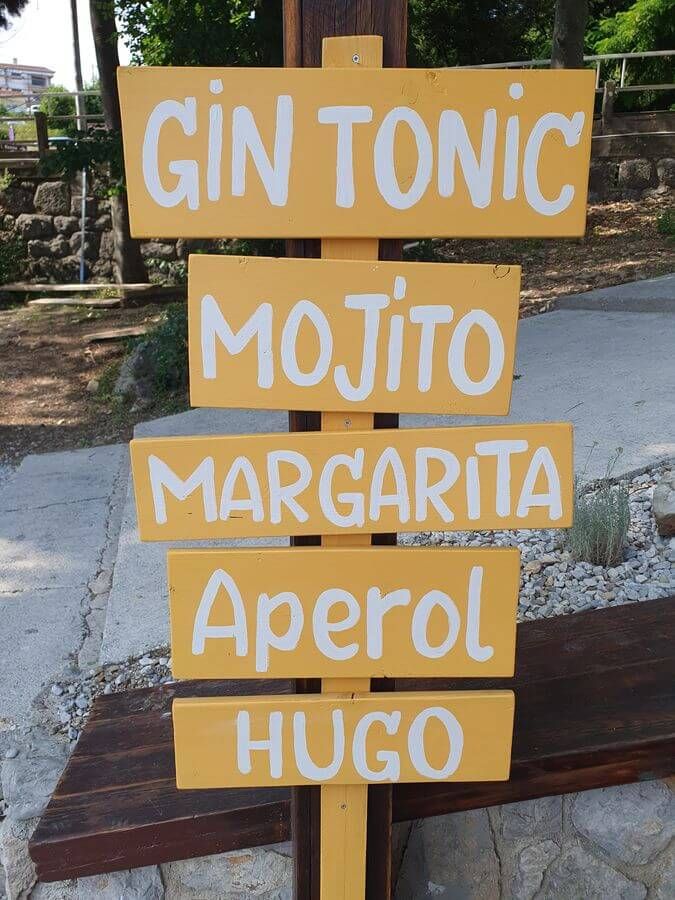 GiN TONiC
MOJiTO
MARGARiTA
Aperol
HUGO